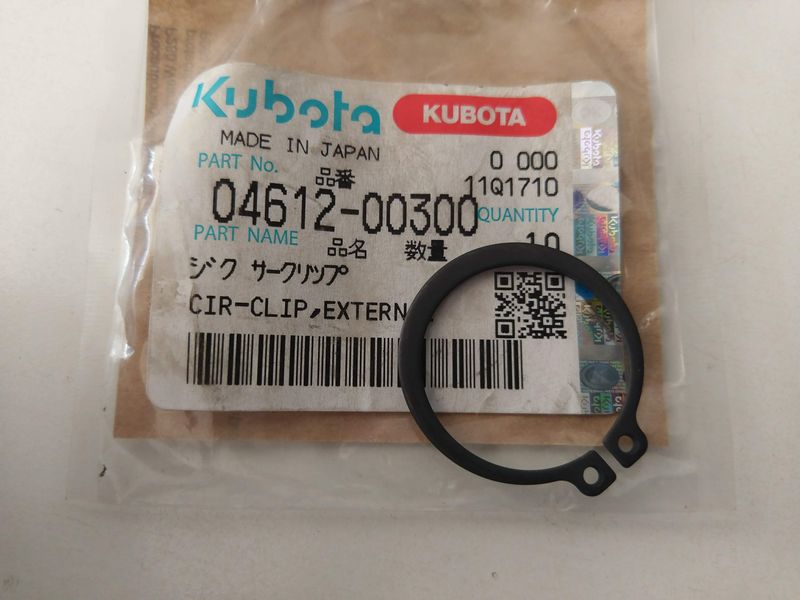 Kubota KUBOTA
MADE IN JAPAN
PART No. 品番 0 000
11Q1710
04612-00300 QUANTITY
PART NAME 品名 数量 10
ジク サークリップ
CIR-CLIP,EXTERN